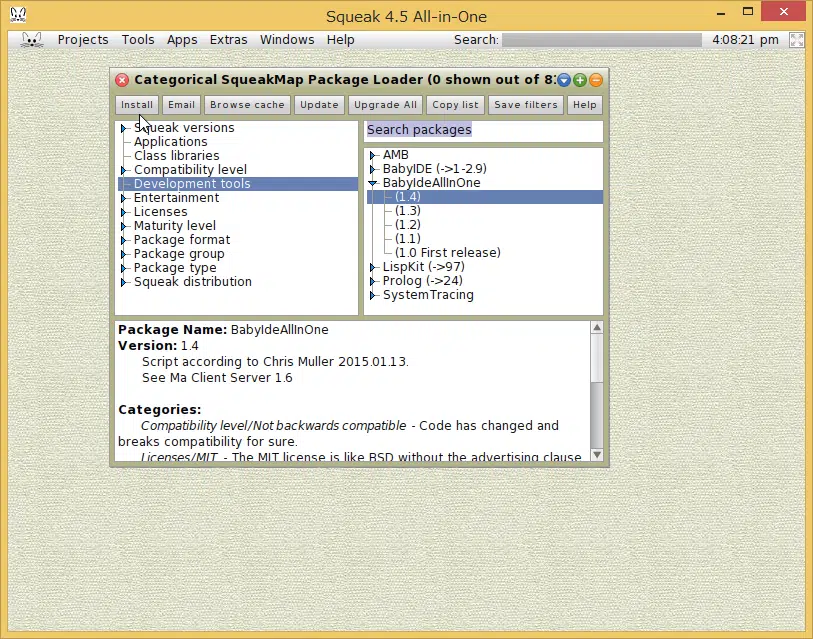 Squeak 4.5 All-in-One
Projects Tools Apps Extras Windows Help Search: 4:08:21 pm
Categorical SqueakMap Package Loader (0 shown out of
Install Email Browse cache Update Upgrade All Copy list Save filters Help
Squeak versions
Applications
Class libraries
Compatibility level
Development tools
Entertainment
Licenses
Maturity level
Package format
Package group
Package type
Squeak distribution
Search packages
AMB
BabyIDE (->1-2.9)
BabyIdeAllInOne
(1.4)
(1.3)
(1.2)
(1.1)
(1.0 First release)
LispKit (->97)
Prolog (->24)
SystemTracing
Package Name: BabyIdeAllInOne
Version: 1.4
Script according to Chris Muller 2015.01.13.
See Ma Client Server 1.6
Categories:
Compatibility level/Not backwards compatible - Code has changed and
breaks compatibility for sure.
Licenses/MIT - The MIT license is like BSD without the advertising clause